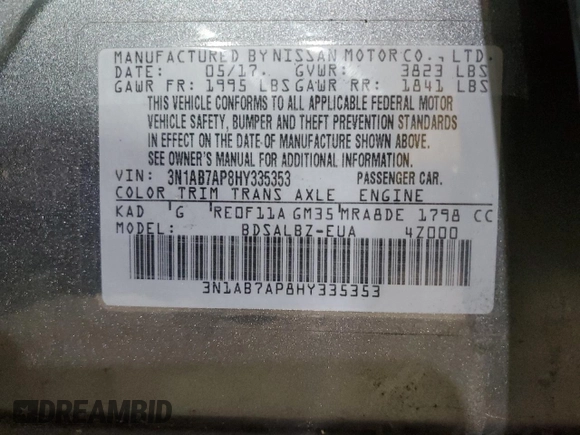 MANUFACTURED BY NISSAN MOTOR CO., LTD.
DATE: 05/17. GVWR: 3823 LBS
GAWR FR: 1995 LBS GAWR RR: 1841 LBS
THIS VEHICLE CONFORMS TO ALL APPLICABLE FEDERAL MOTOR
VEHICLE SAFETY, BUMPER AND THEFT PREVENTION STANDARDS
IN EFFECT ON THE DATE OF MANUFACTURE SHOWN ABOVE.
SEE OWNER'S MANUAL FOR ADDITIONAL INFORMATION.
VIN: 3N1AB7AP8HY335353 PASSENGER CAR.
COLOR TRIM TRANS AXLE ENGINE
KAD G RE0F11A GM35 MRA8DE 1798 CC
MODEL: BDSALBZ-EUA 4Z000
3N1AB7AP8HY335353
DREAMBID